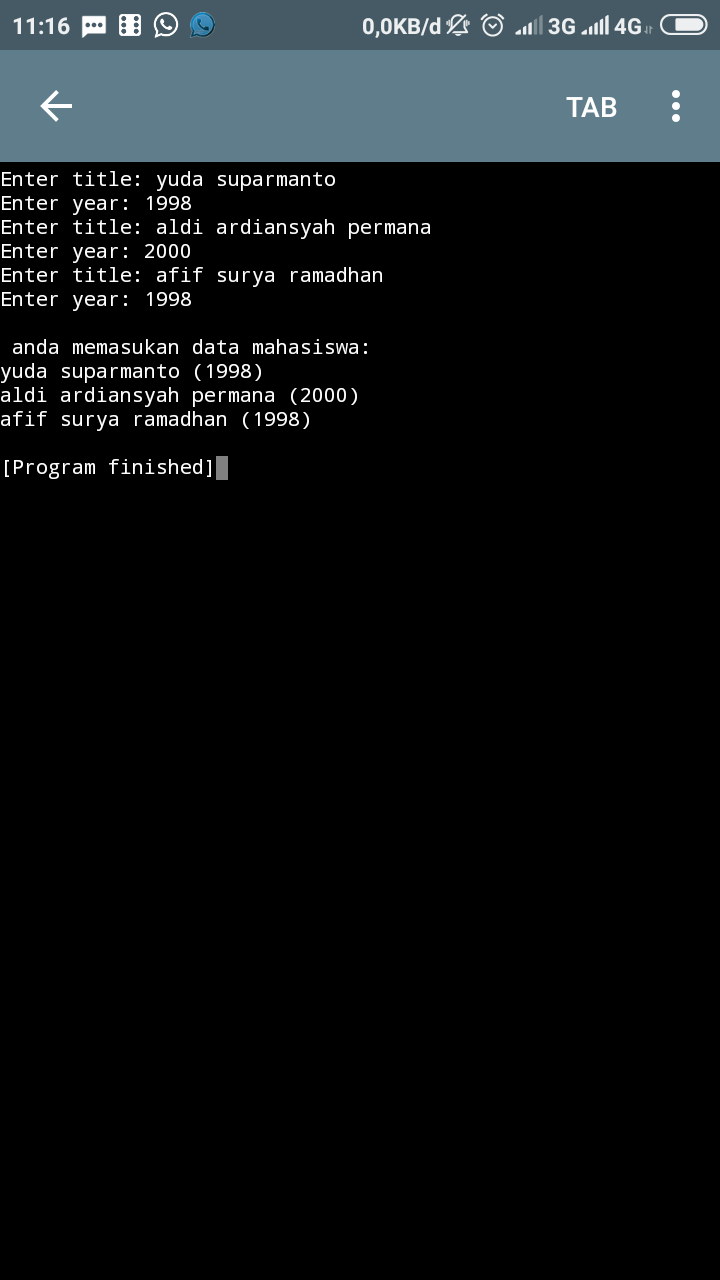 11:16 0,0KB/d 3G 4G
TAB
Enter title: yuda suparmanto
Enter year: 1998
Enter title: aldi ardiansyah permana
Enter year: 2000
Enter title: afif surya ramadhan
Enter year: 1998
anda memasukan data mahasiswa:
yuda suparmanto (1998)
aldi ardiansyah permana (2000)
afif surya ramadhan (1998)
[Program finished]